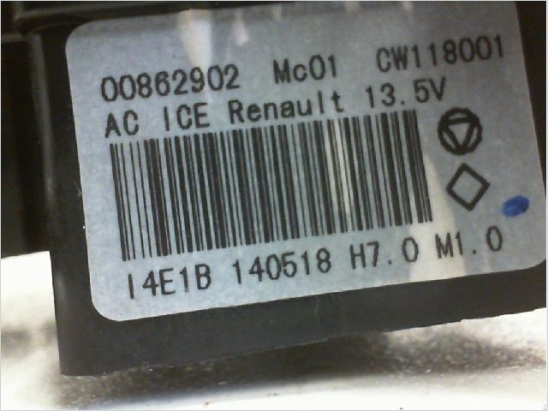 00862902 Mc01 CW118001
AC ICE Renault 13.5V
I4E1B 140518 H7.0 M1.0